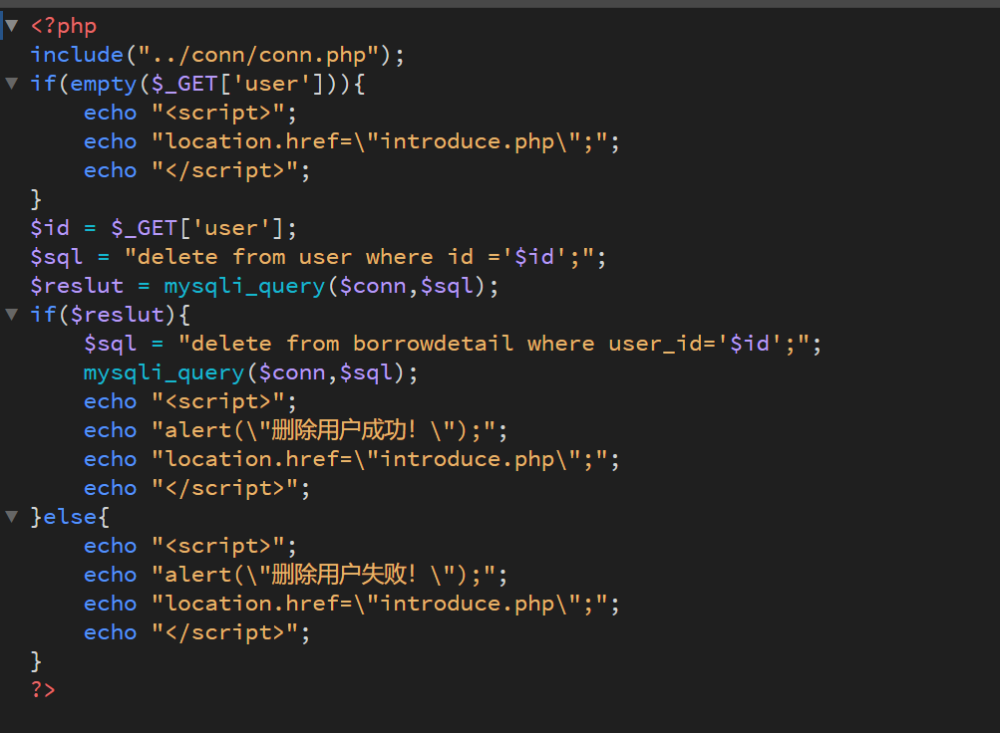 <?php
include("../conn/conn.php");
if(empty($_GET['user'])){
    echo "<script>";
    echo "location.href=\"introduce.php\";";
    echo "</script>";
}
$id = $_GET['user'];
$sql = "delete from user where id ='$id';";
$reslut = mysqli_query($conn,$sql);
if($reslut){
    $sql = "delete from borrowdetail where user_id='$id';";
    mysqli_query($conn,$sql);
    echo "<script>";
    echo "alert(\"删除用户成功！\");";
    echo "location.href=\"introduce.php\";";
    echo "</script>";
}else{
    echo "<script>";
    echo "alert(\"删除用户失败！\");";
    echo "location.href=\"introduce.php\";";
    echo "</script>";
}
?>